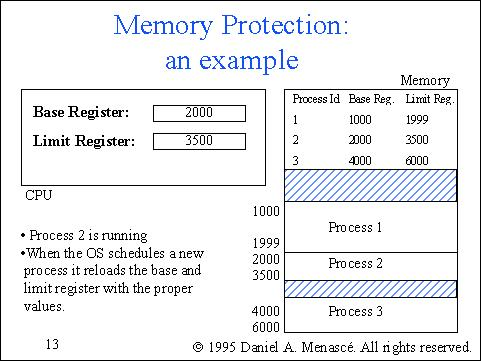 Memory Protection:
an example
Memory
Base Register: 2000
Limit Register: 3500
CPU
Process Id Base Reg. Limit Reg.
1 1000 1999
2 2000 3500
3 4000 6000
1000
Process 1
1999
2000
Process 2
3500
4000
Process 3
6000
• Process 2 is running
•When the OS schedules a new
process it reloads the base and
limit register with the proper
values.
13
© 1995 Daniel A. Menascé. All rights reserved.